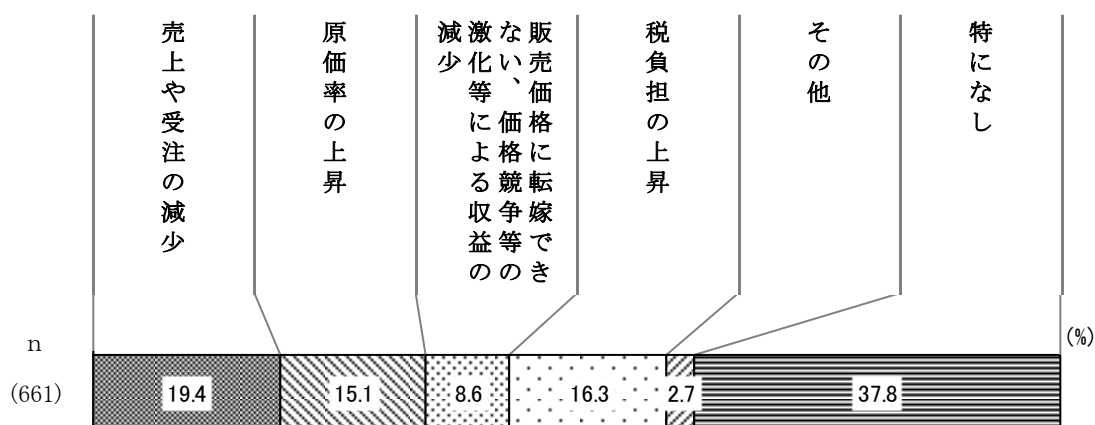 売上や受注の減少
原価率の上昇
販売価格に転嫁でき
ない、価格競争等の
激化等による収益の
減少
税負担の上昇
その他
特になし
(%)
n
(661)
19.4
15.1
8.6
16.3
2.7
37.8